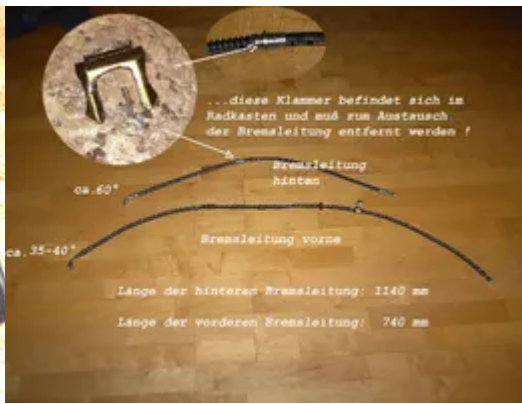 ...diese Klammer befindet sich im
Radkasten und muß zum Austausch
der Bremsleitung entfernt werden !
Bremsleitung
hinten
ca.60°
ca.35-40°
Bremsleitung vorne
Länge der hinteren Bremsleitung: 1140 mm
Länge der vorderen Bremsleitung: 740 mm